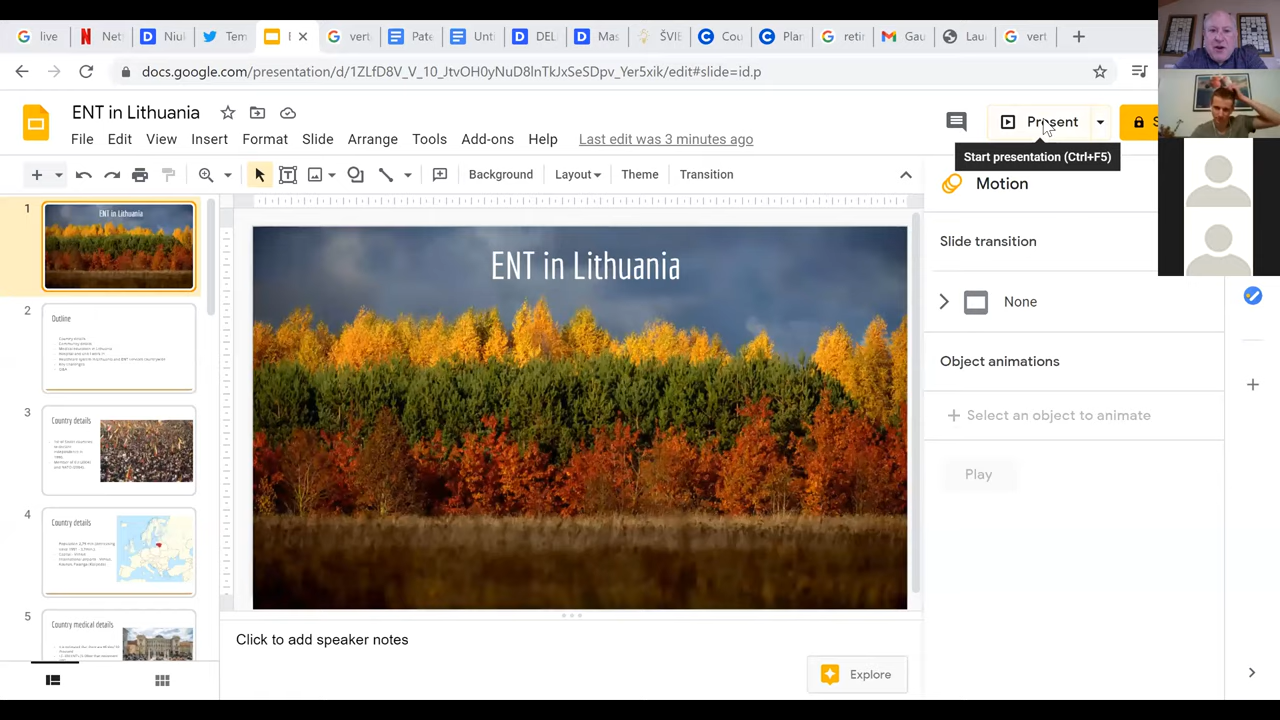 live
Net
Niu
Tem
E
vert
Pate
Unti
DEL
Mas
ŠVIE
Cou
Plan
retir
Gau
Lau
vert
docs.google.com/presentation/d/1ZLfD8V_V_10_JtvOH0yNuD8lnTkJxSeSDpv_Yer5xik/edit#slide=id.p
ENT in Lithuania
File Edit View Insert Format Slide Arrange Tools Add-ons Help Last edit was 3 minutes ago
Present
S
Start presentation (Ctrl+F5)
Background Layout Theme Transition
Motion
Slide transition
None
Object animations
Select an object to animate
Play
1
ENT in Lithuania
2
Outline
3
Country details
4
Country details
5
Country medical details
ENT in Lithuania
Click to add speaker notes
Explore